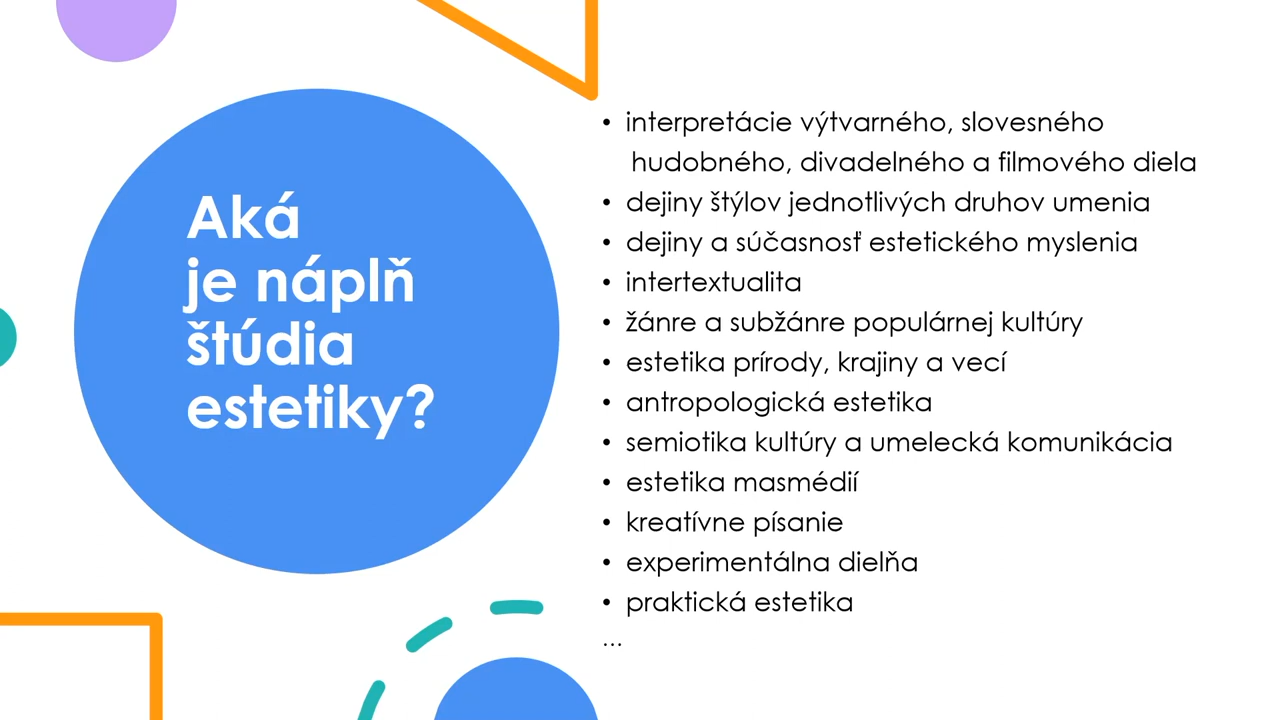 Aká
je náplň
štúdia
estetiky?
• interpretácie výtvarného, slovesného
hudobného, divadelného a filmového diela
• dejiny štýlov jednotlivých druhov umenia
• dejiny a súčasnosť estetického myslenia
• intertextualita
• žánre a subžánre populárnej kultúry
• estetika prírody, krajiny a vecí
• antropologická estetika
• semiotika kultúry a umelecká komunikácia
• estetika masmédií
• kreatívne písanie
• experimentálna dielňa
• praktická estetika
...